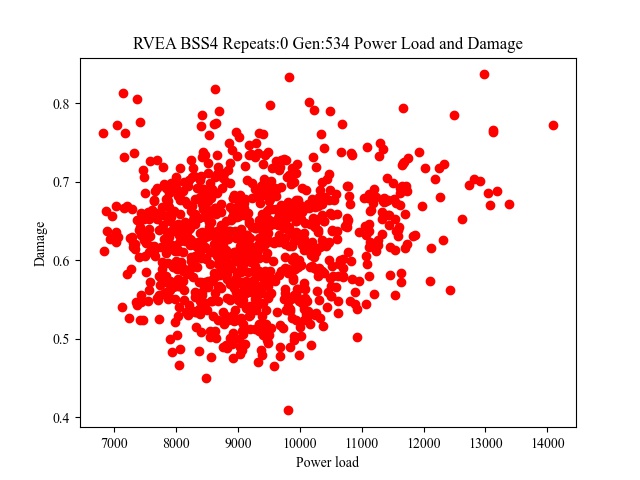 RVEA BSS4 Repeats:0 Gen:534 Power Load and Damage
Damage
0.8
0.7
0.6
0.5
0.4
7000 8000 9000 10000 11000 12000 13000 14000
Power load